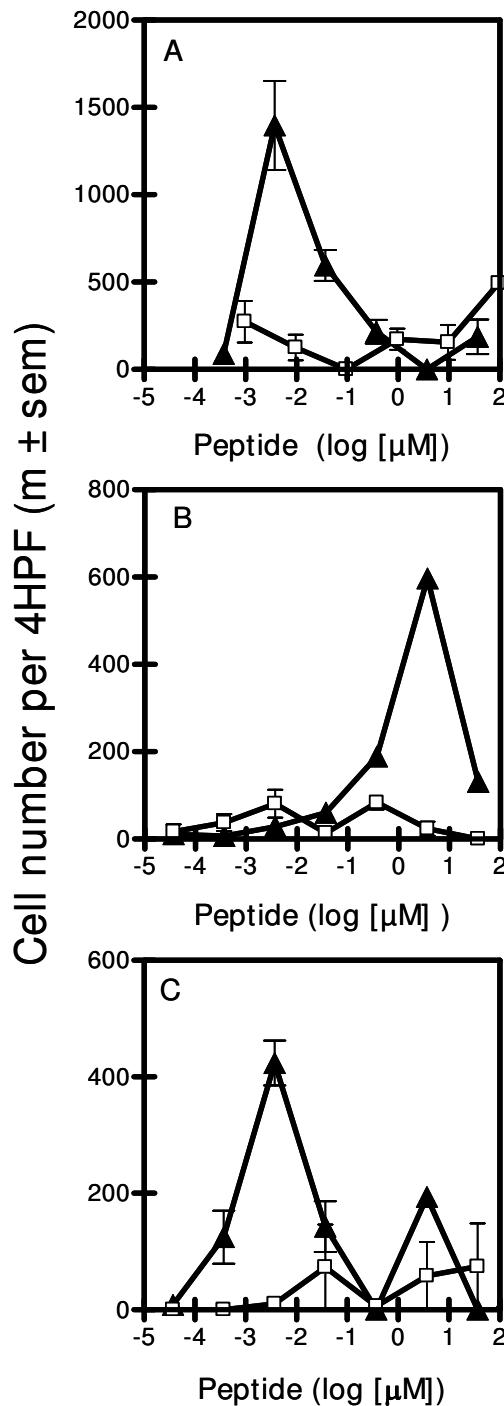 Cell number per 4HPF (m ± sem)
A
2000
1500
1000
500
0
-5 -4 -3 -2 -1 0 1 2
Peptide (log [µM])
B
800
600
400
200
0
-5 -4 -3 -2 -1 0 1 2
Peptide (log [µM] )
C
600
400
200
0
-5 -4 -3 -2 -1 0 1 2
Peptide (log [µM])